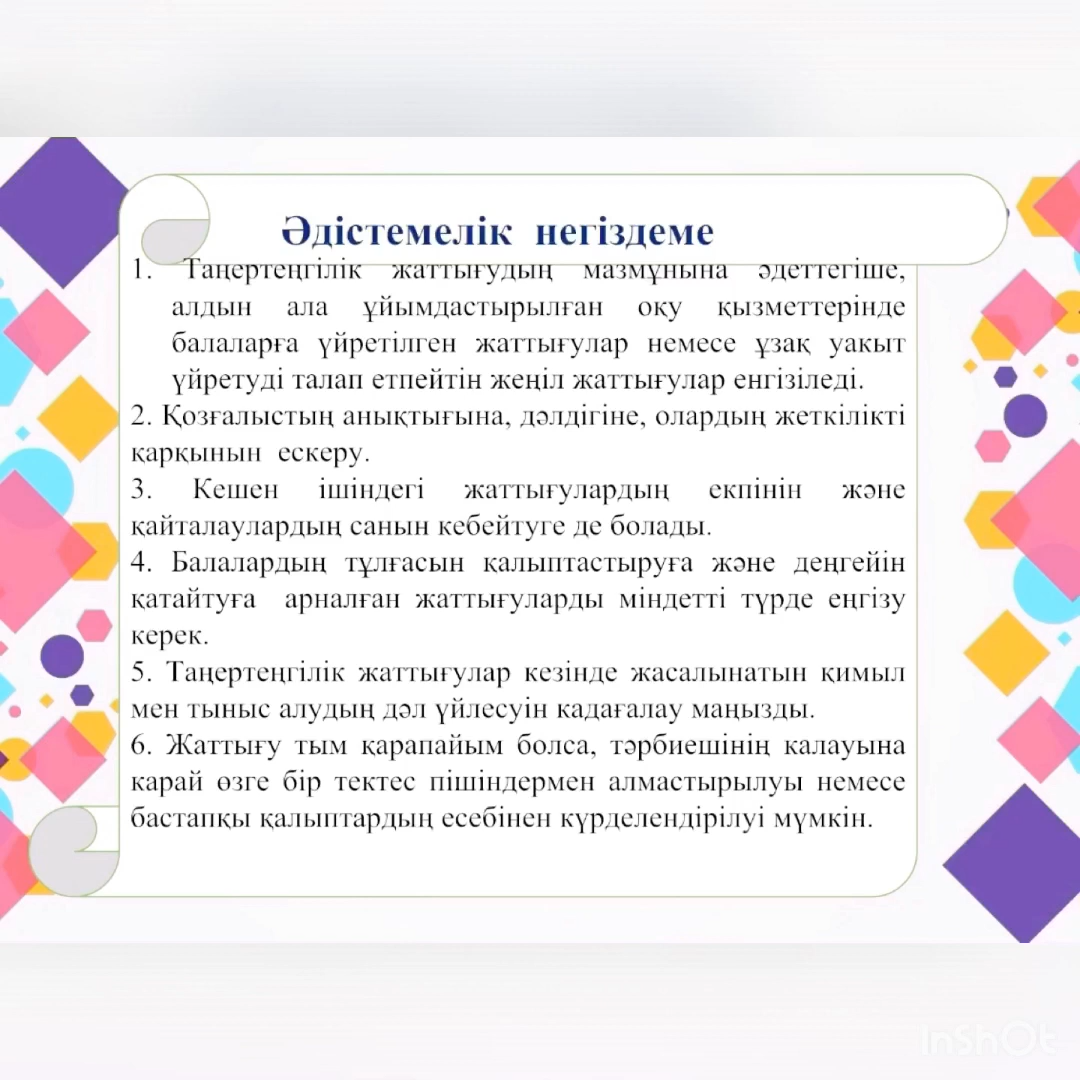 Әдістемелік негіздеме
1. Таңертеңгілік жаттығудың мазмұнына әдеттегіше,
алдын ала ұйымдастырылған оқу қызметтерінде
балаларға үйретілген жаттығулар немесе ұзақ уакыт
үйретуді талап етпейтін жеңіл жаттығулар енгізіледі.
2. Қозғалыстың анықтығына, дәлдігіне, олардың жеткілікті
қарқынын ескеру.
3. Кешен ішіндегі жаттығулардың екпінін және
қайталаулардың санын кебейтуге де болады.
4. Балалардың тұлғасын қалыптастыруға және деңгейін
қатайтуға арналған жаттығуларды міндетті түрде еңгізу
керек.
5. Таңертеңгілік жаттығулар кезінде жасалынатын қимыл
мен тыныс алудың дәл үйлесуін кадағалау маңызды.
6. Жаттығу тым қарапайым болса, тәрбиешінің калауына
карай өзге бір тектес пішіндермен алмастырылуы немесе
бастапқы қалыптардың есебінен күрделендірілуі мүмкін.
InShOt